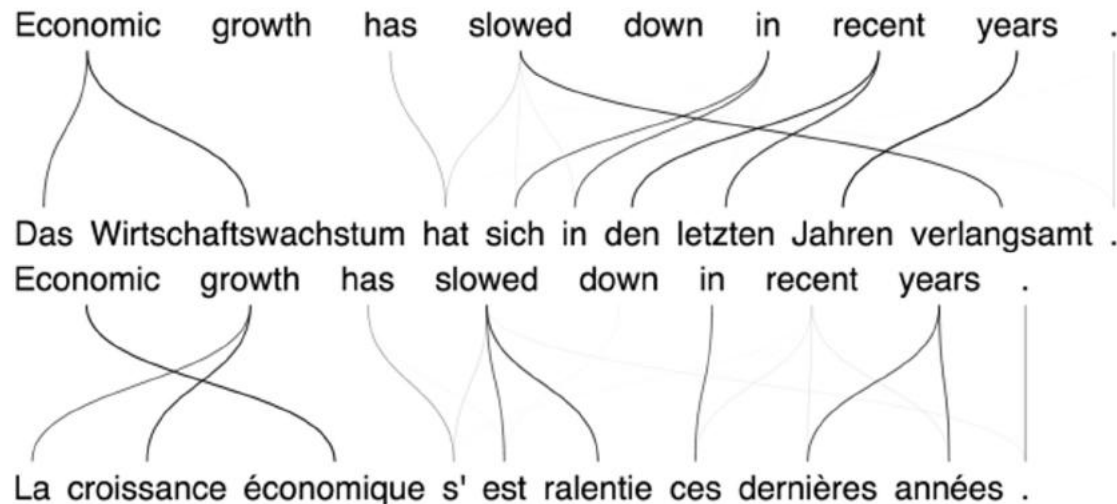 Economic growth has slowed down in recent years .
Das Wirtschaftswachstum hat sich in den letzten Jahren verlangsamt .
Economic growth has slowed down in recent years .
La croissance économique s' est ralentie ces dernières années .